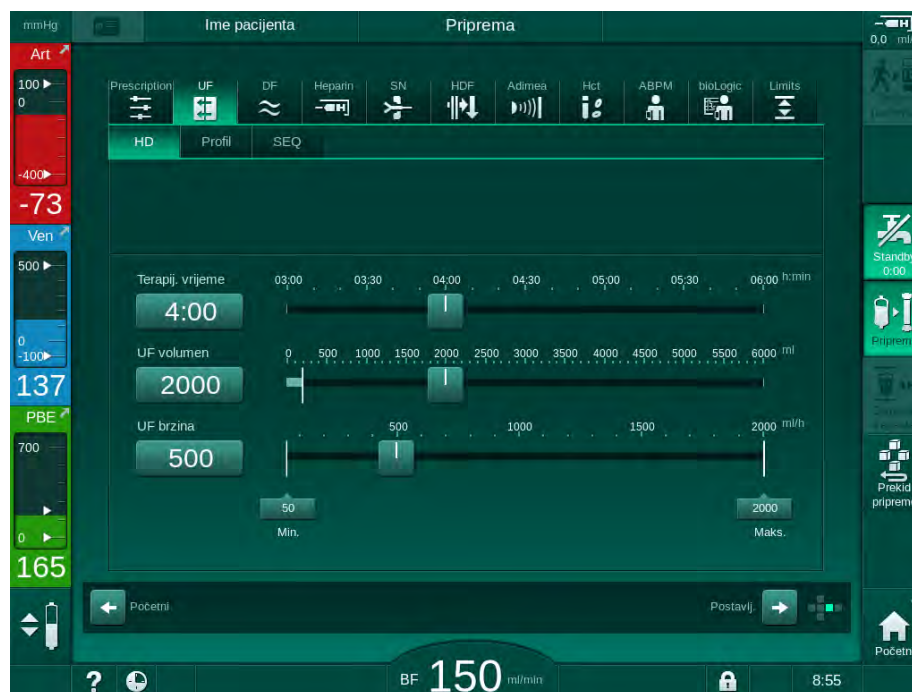 mmHg
Ime pacijenta
Priprema
0,0 ml/
Art
100
0
-400
-73
Ven
500
0
-100
137
PBE
700
0
165
Prescription UF DF Heparin SN HDF Adimea Hct ABPM bioLogic Limits
HD Profil SEQ
Terapij. vrijeme
03:00 03:30 04:00 04:30 05:00 05:30 06:00 h:min
4:00
UF volumen
0 500 1000 1500 2000 2500 3000 3500 4000 4500 5000 5500 6000 ml
2000
UF brzina
500 1000 1500 2000 ml/h
500
50
Min.
2000
Maks.
Početni
Postavlj.
Standby
0:00
Priprema
Prekid
pripreme
Početni
? BF 150 ml/min 8:55